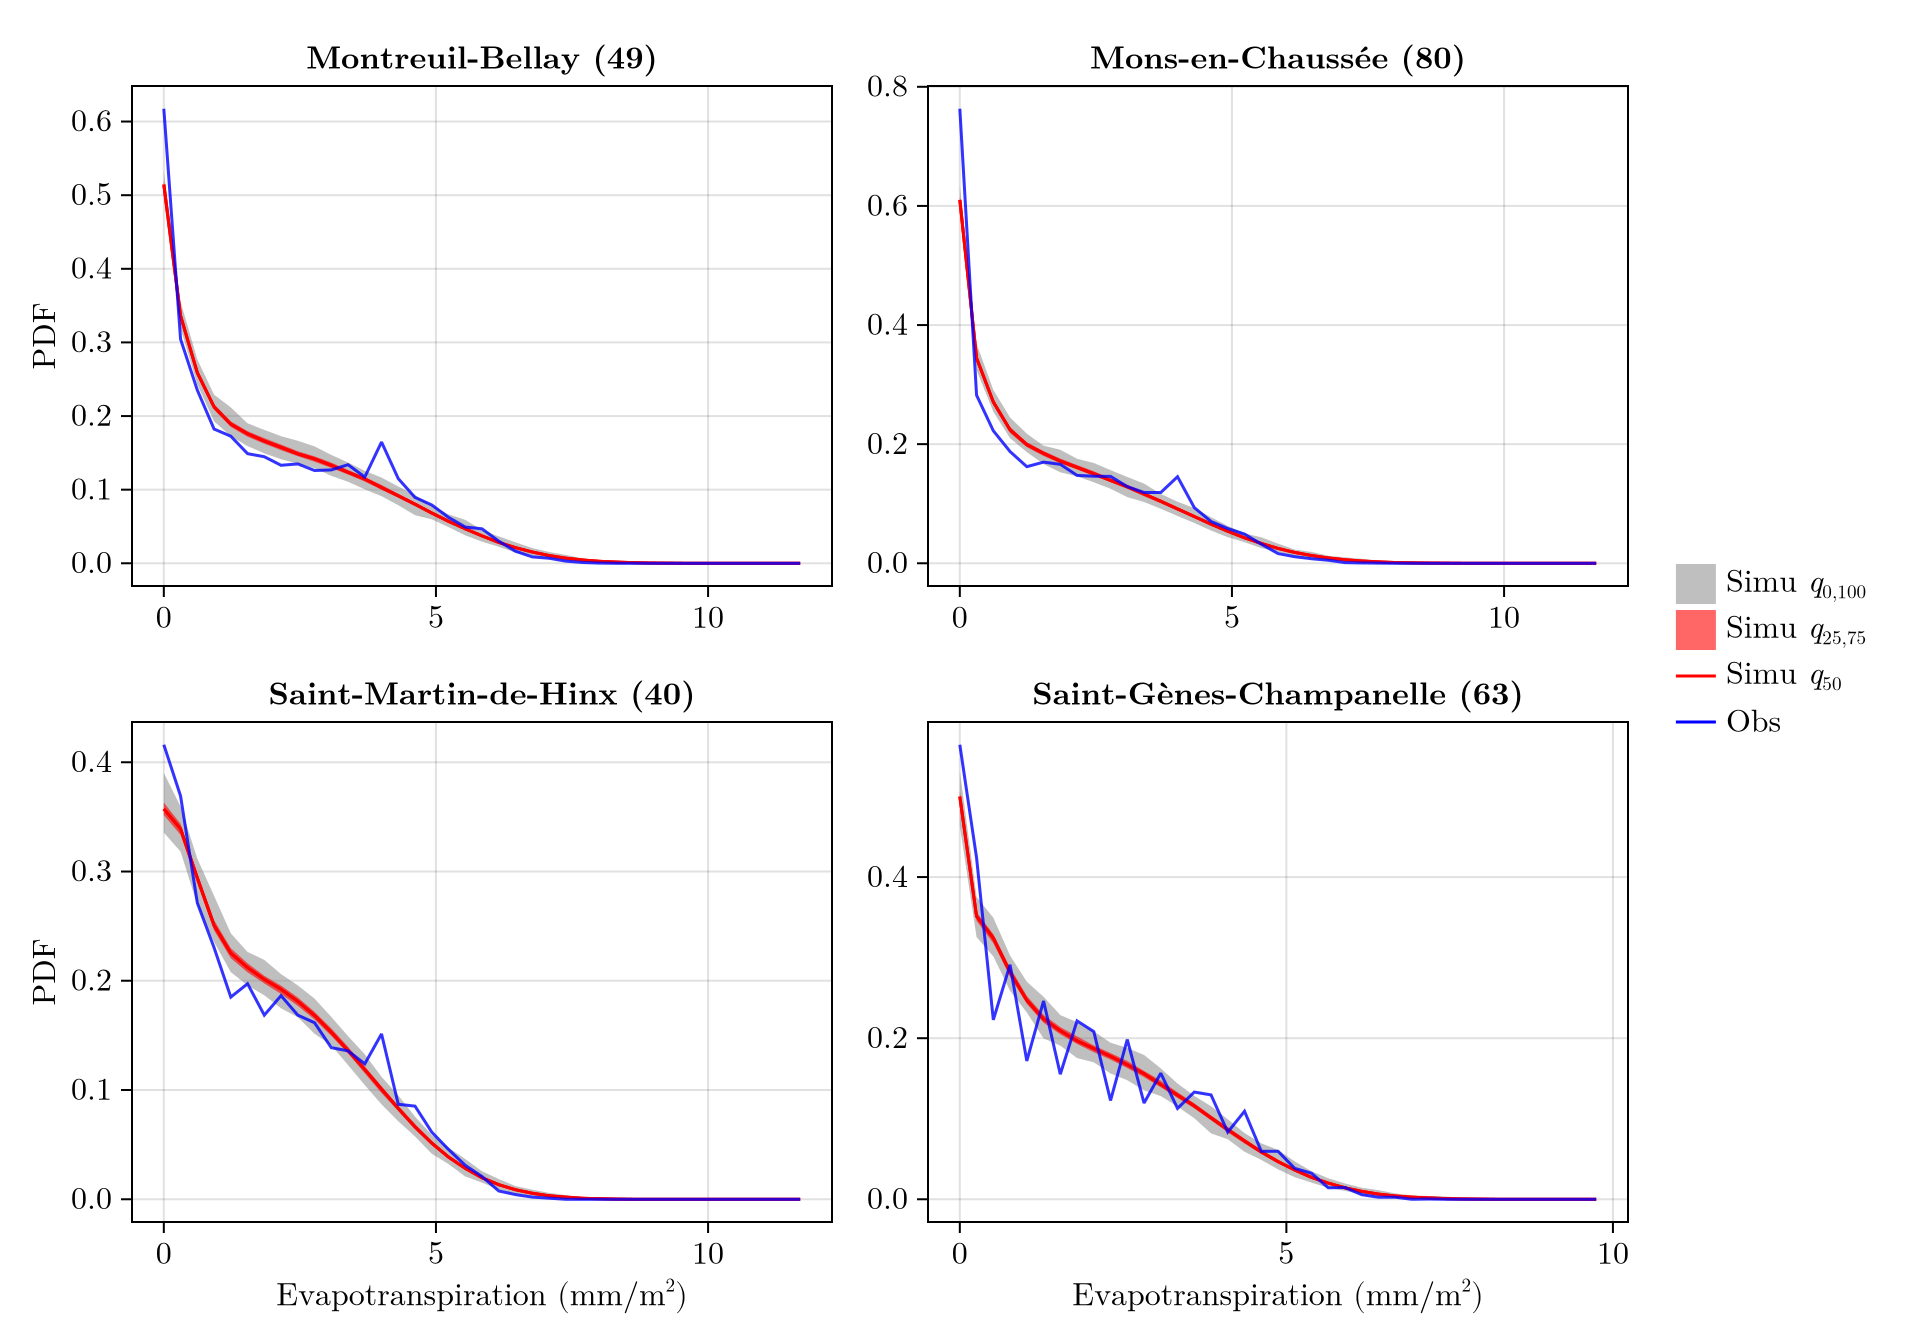 Montreuil-Bellay (49)
Mons-en-Chaussée (80)
PDF
0.6
0.5
0.4
0.3
0.2
0.1
0.0
0 5 10
0.8
0.6
0.4
0.2
0.0
0 5 10
Saint-Martin-de-Hinx (40)
Saint-Gènes-Champanelle (63)
PDF
0.4
0.3
0.2
0.1
0.0
0 5 10
Evapotranspiration (mm/m²)
0.4
0.2
0.0
0 5 10
Evapotranspiration (mm/m²)
Simu q0,100
Simu q25,75
Simu q50
Obs